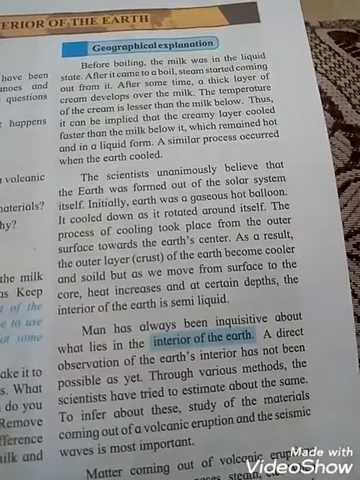 ERIOR OF THE EARTH
Geographical explanation
Before boiling, the milk was in the liquid
state. After it came to a boil, steam started coming
out from it. After some time, a thick layer of
cream develops over the milk. The temperature
of the cream is lesser than the milk below. Thus,
it can be implied that the creamy layer cooled
faster than the milk below it, which remained hot
and in a liquid form. A similar process occurred
when the earth cooled.
The scientists unanimously believe that
the Earth was formed out of the solar system
itself. Initially, earth was a gaseous hot balloon.
It cooled down as it rotated around itself. The
process of cooling took place from the outer
surface towards the earth's center. As a result,
the outer layer (crust) of the earth become cooler
and soild but as we move from surface to the
core, heat increases and at certain depths, the
interior of the earth is semi liquid.
Man has always been inquisitive about
what lies in the interior of the earth. A direct
observation of the earth's interior has not been
possible as yet. Through various methods, the
scientists have tried to estimate about the same.
To infer about these, study of the materials
coming out of a volcanic eruption and the seismic
waves is most important.
Matter coming out of volcanic
gases, steam,
have been
and
questions
happens
volcanic
materials?
hy?
the milk
as Keep
t of the
e to use
at some
ake it to
s. What
do you
Remove
fference
milk and
Made with
VideoShow